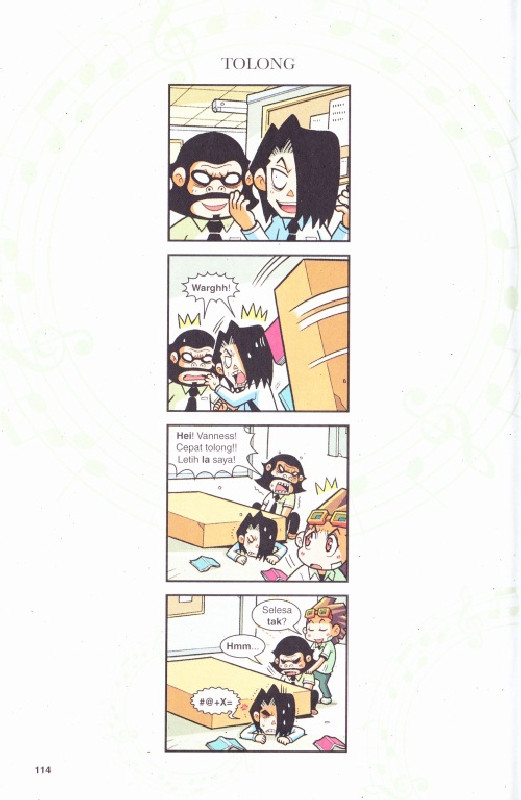 TOLONG
Warghh!
Hei! Vanness!
Cepat tolong!!
Letih la saya!
Selesa
tak?
Hmm...
#@+X=
114